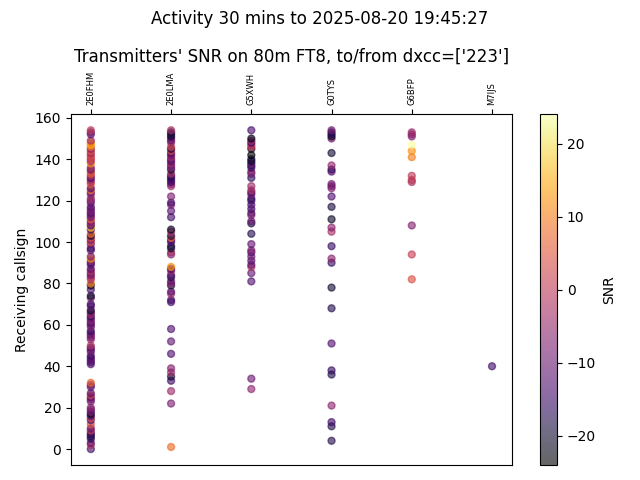 Activity 30 mins to 2025-08-20 19:45:27
Transmitters' SNR on 80m FT8, to/from dxcc=['223']
2E0FHM
2E0LMA
G5XWH
G0TYS
G6BFP
M7IJS
160
140
120
100
80
60
40
20
0
Receiving callsign
20
10
0
−10
−20
SNR